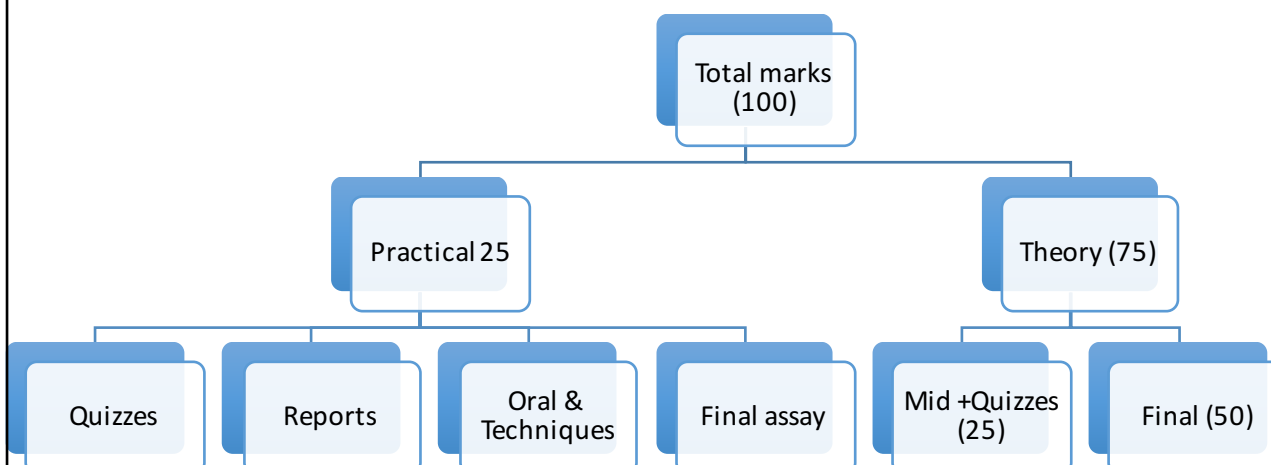 Total marks
(100)
Practical 25
Theory (75)
Quizzes
Reports
Oral &
Techniques
Final assay
Mid +Quizzes
(25)
Final (50)